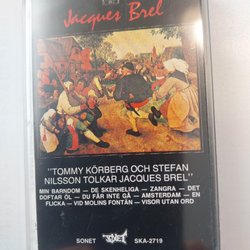 Jacques Brel
"TOMMY KÖRBERG OCH STEFAN
NILSSON TOLKAR JACQUES BREL"
MIN BARNDOM — DE SKENHELIGA — ZANGRA — DET
DOFTAR ÖL — DU FÅR INTE GÅ — AMSTERDAM — EN
FLICKA — VID MOLINS FONTÄN — VISOR UTAN ORD
SONET
SONET
SKA-2719